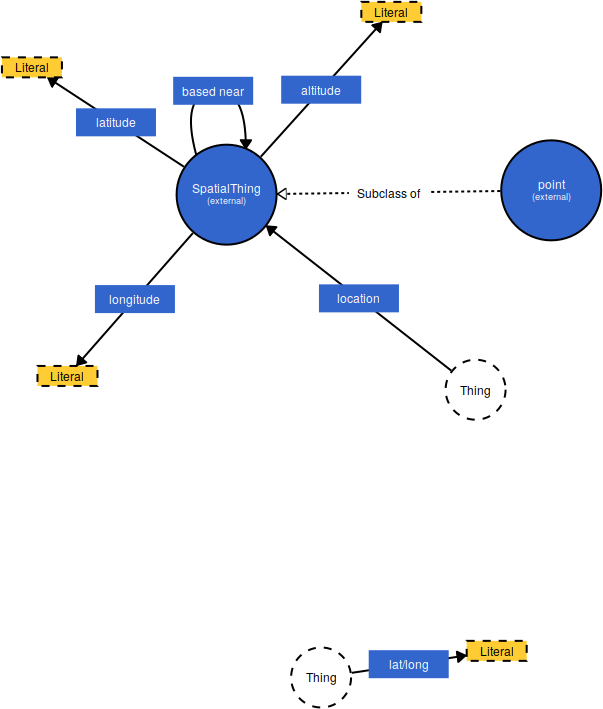 Literal
Literal
based near
altitude
latitude
SpatialThing
(external)
Subclass of
point
(external)
longitude
location
Literal
Thing
Thing
lat/long
Literal